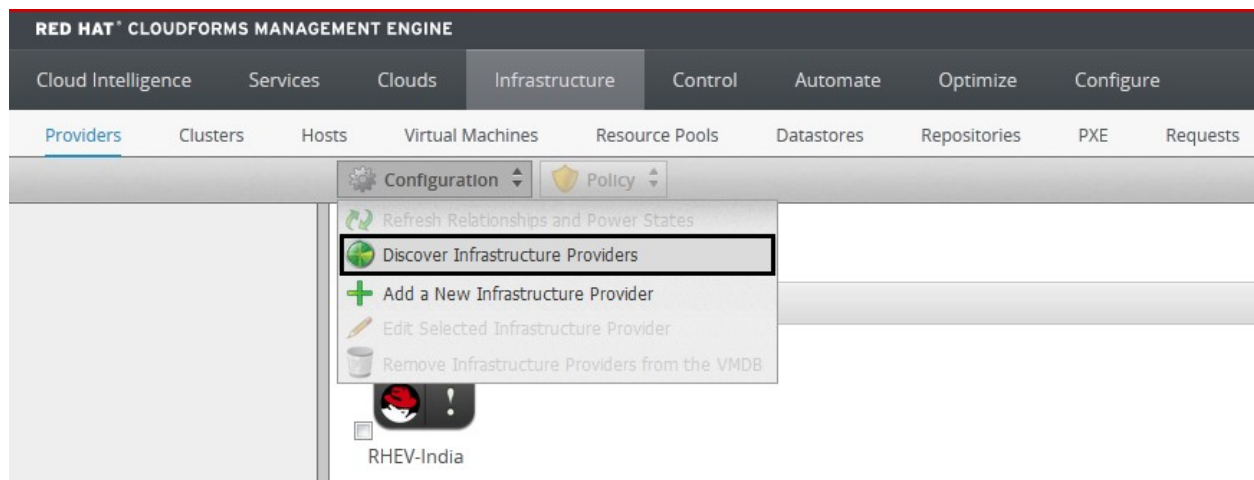 RED HAT® CLOUDFORMS MANAGEMENT ENGINE
Cloud Intelligence Services Clouds Infrastructure Control Automate Optimize Configure
Providers Clusters Hosts Virtual Machines Resource Pools Datastores Repositories PXE Requests
Configuration Policy
Refresh Relationships and Power States
Discover Infrastructure Providers
Add a New Infrastructure Provider
Edit Selected Infrastructure Provider
Remove Infrastructure Providers from the VMDB
!
RHEV-India